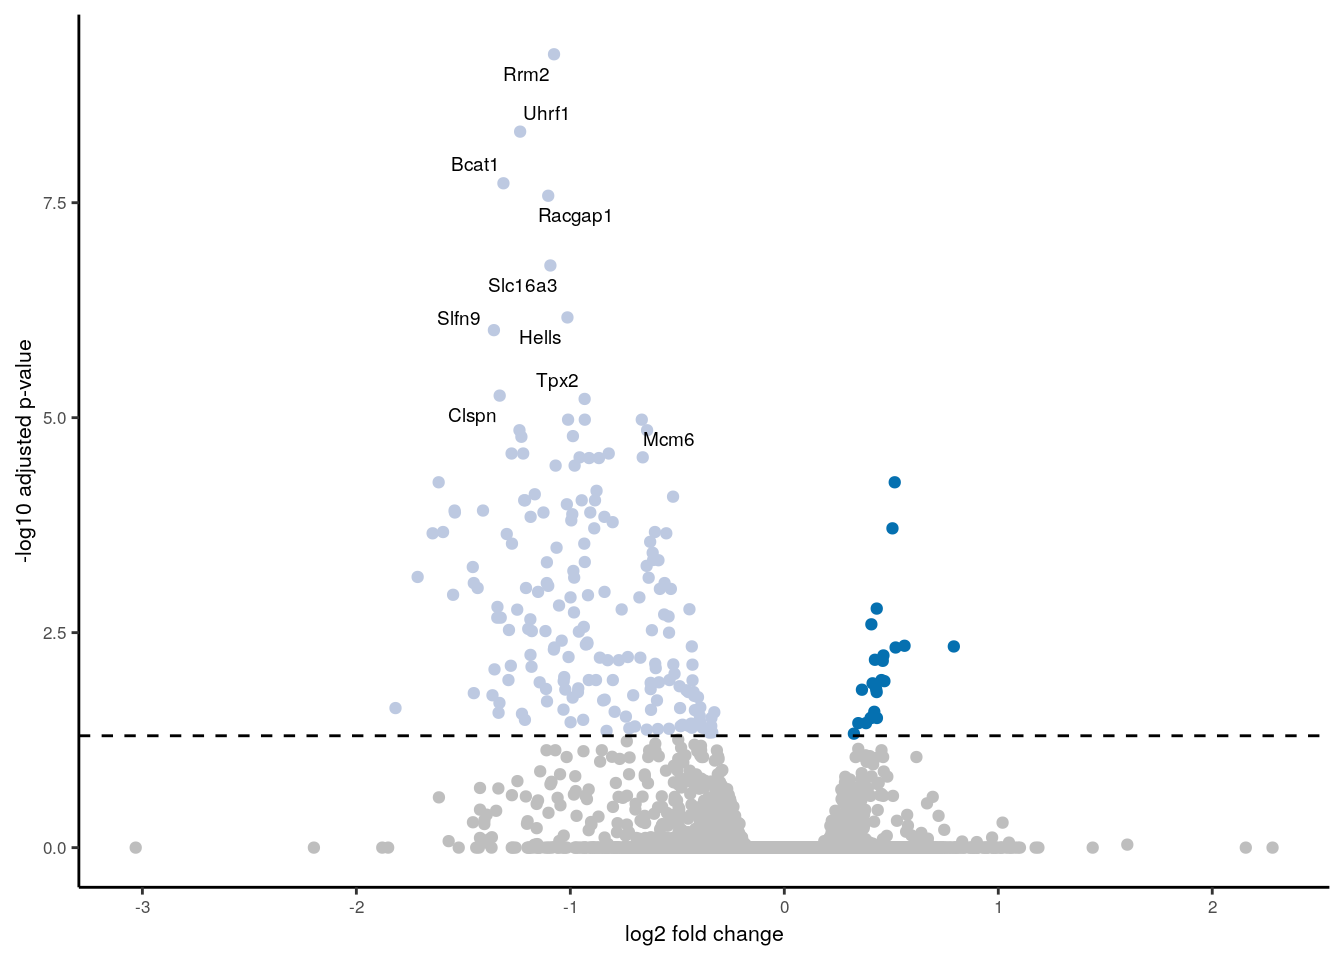 Rrm2
Uhrf1
Bcat1
7.5
Racgap1
Slc16a3
Slfn9
Hells
Tpx2
5.0
Clspn
Mcm6
-log10 adjusted p-value
2.5
0.0
-3 -2 -1 0 1 2
log2 fold change